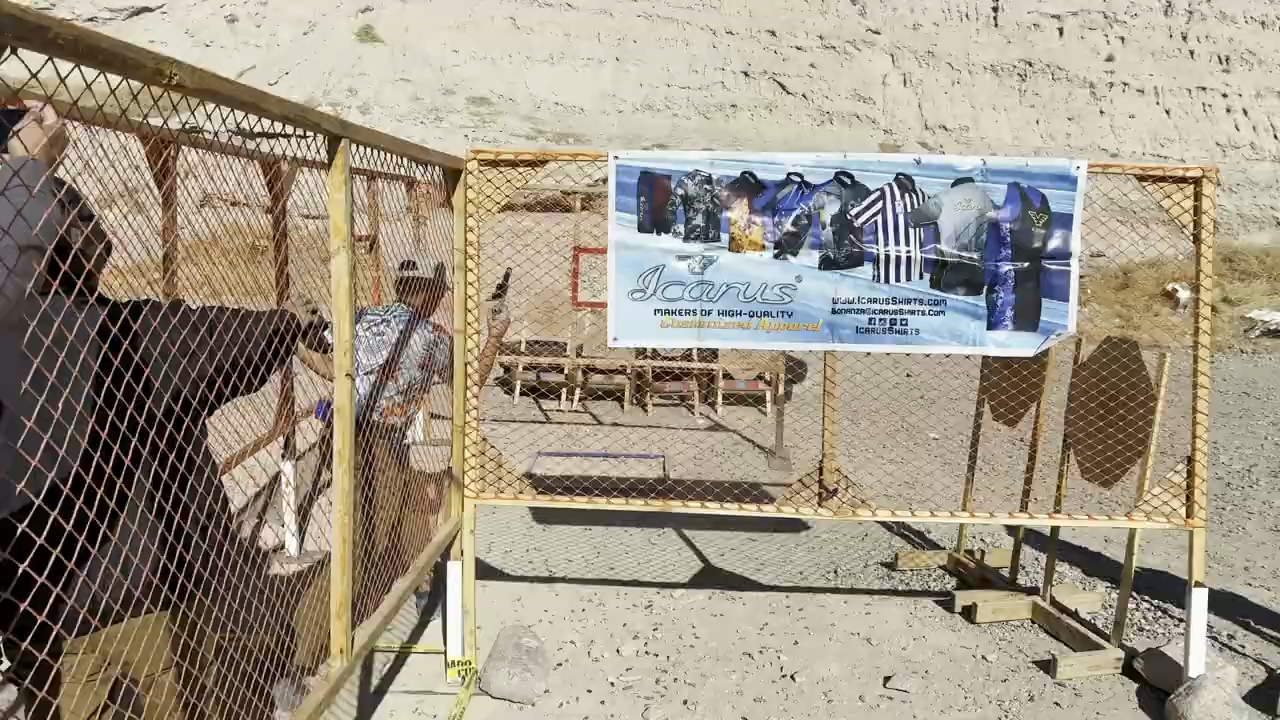 Icarus®
MAKERS OF HIGH-QUALITY
Customized Apparel
WWW.ICARUSSHIRTS.COM
BONANZA@ICARUSSHIRTS.COM
ICARUSSHIRTS